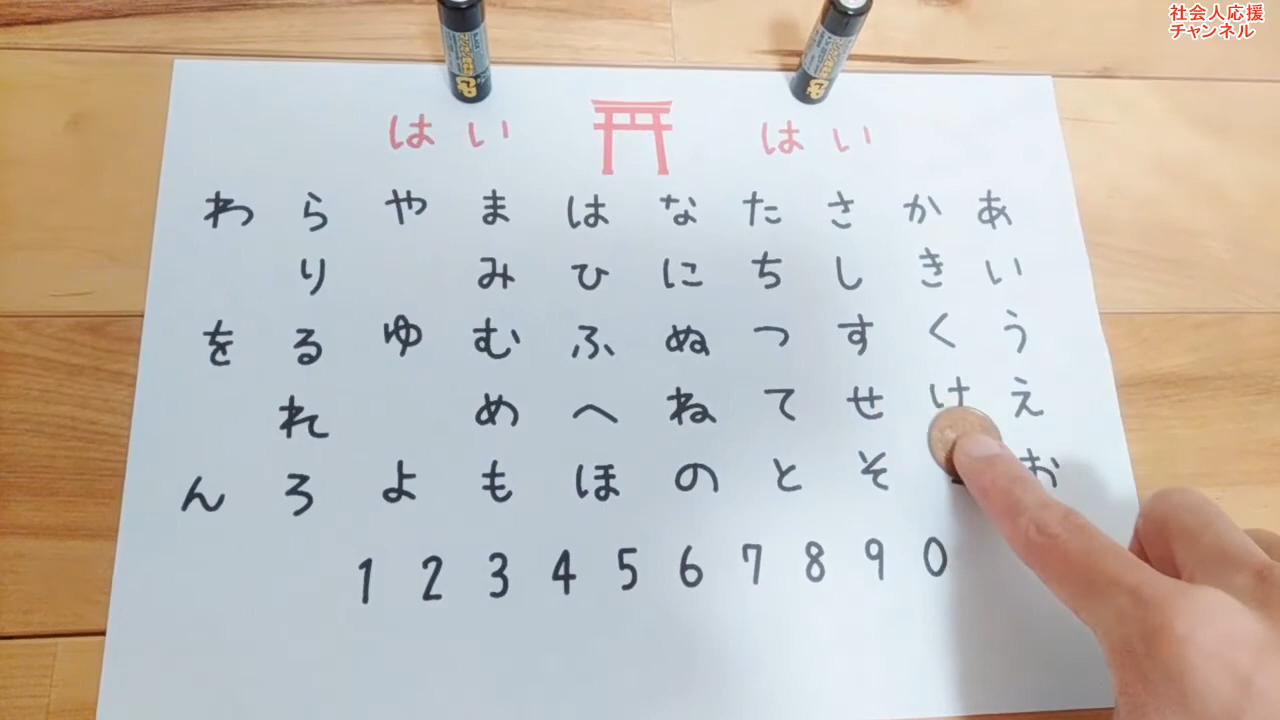 社会人応援
チャンネル
GP
GP
はい はい
わ ら や ま は な た さ か あ
り み ひ に ち し き い
を る ゆ む ふ ぬ つ す く う
れ め へ ね て せ け え
ん ろ よ も ほ の と そ お
1 2 3 4 5 6 7 8 9 0